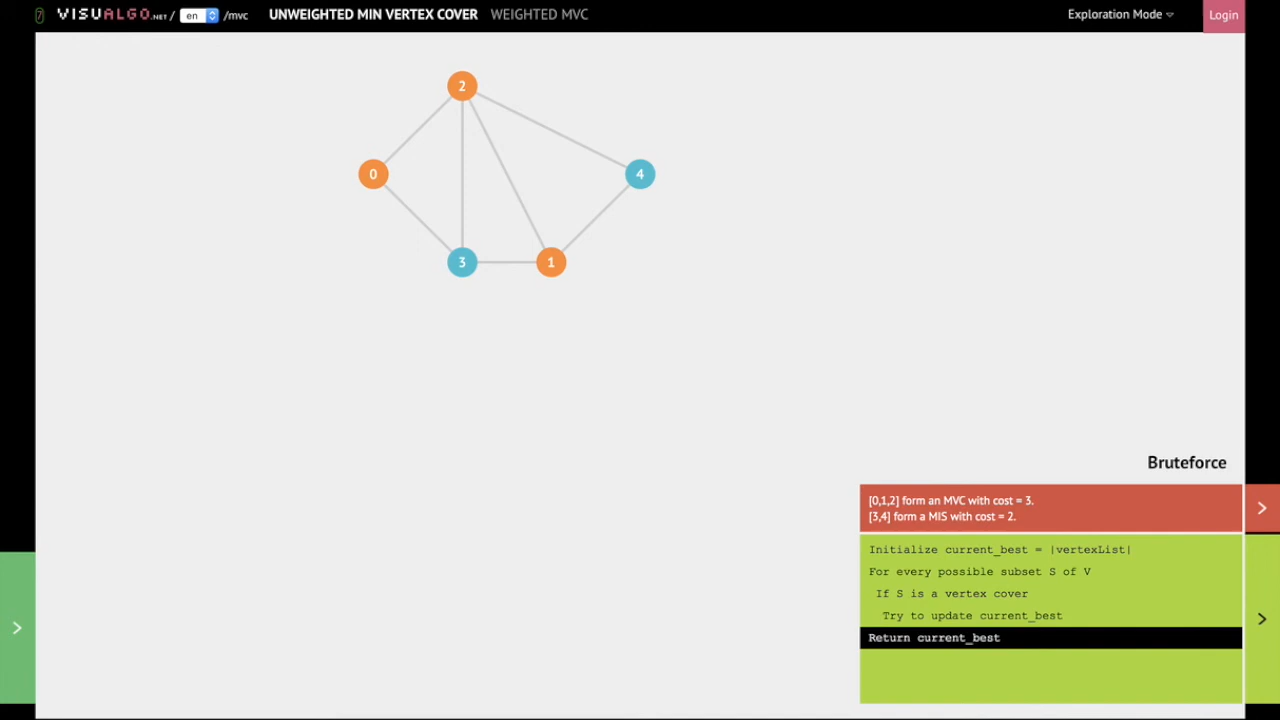 7 VISUALGO.NET / en /mvc UNWEIGHTED MIN VERTEX COVER WEIGHTED MVC Exploration Mode Login
2
0
4
3
1
Bruteforce
[0,1,2] form an MVC with cost = 3.
[3,4] form a MIS with cost = 2.
Initialize current_best = |vertexList|
For every possible subset S of V
If S is a vertex cover
Try to update current_best
Return current_best